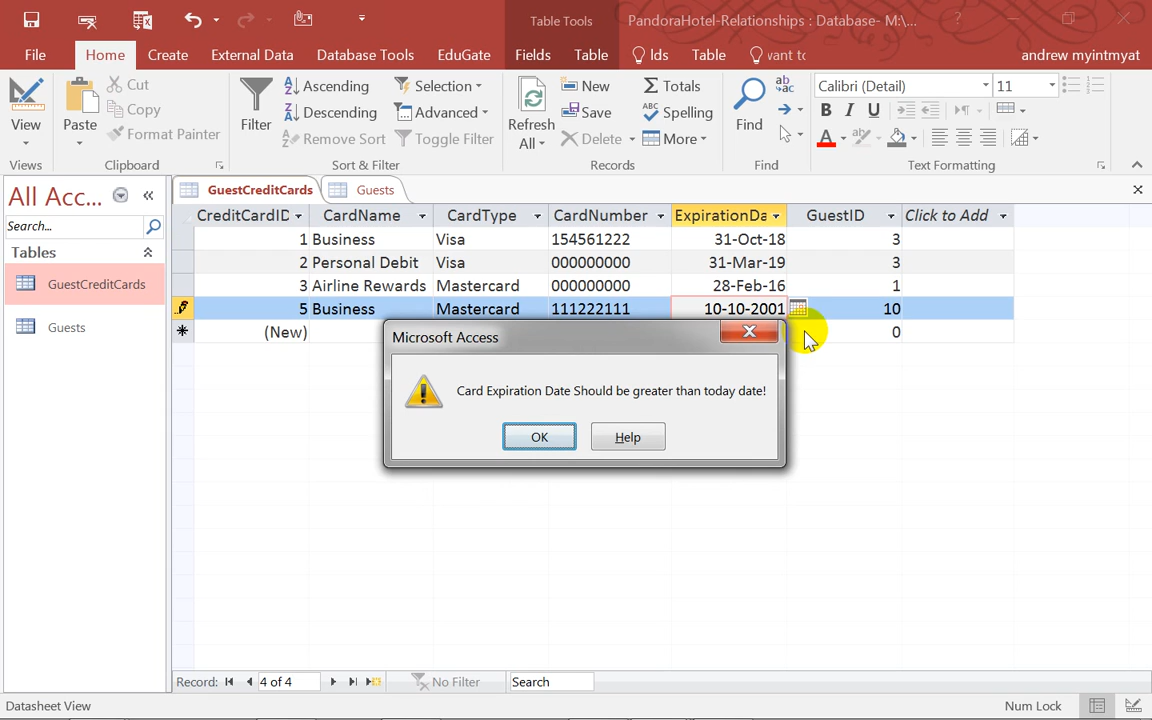 Table Tools
PandoraHotel-Relationships : Database- M:\...
?
File
Home
Create
External Data
Database Tools
EduGate
Fields
Table
Ids
Table
want to
andrew myintmyat
View
Paste
Cut
Copy
Format Painter
Filter
Ascending
Descending
Remove Sort
Selection
Advanced
Toggle Filter
Refresh
All
New
Save
Delete
Totals
Spelling
More
Find
Calibri (Detail)
11
B I U
A
Views
Clipboard
Sort & Filter
Records
Find
Text Formatting
All Acc...
Search...
Tables
GuestCreditCards
Guests
GuestCreditCards
Guests
CreditCardID CardName CardType CardNumber ExpirationDa GuestID Click to Add
1 Business Visa 154561222 31-Oct-18 3
2 Personal Debit Visa 000000000 31-Mar-19 3
3 Airline Rewards Mastercard 000000000 28-Feb-16 1
5 Business Mastercard 111222111 10-10-2001 10
(New) 0
Microsoft Access
Card Expiration Date Should be greater than today date!
OK
Help
Record:
4 of 4
No Filter
Search
Datasheet View
Num Lock